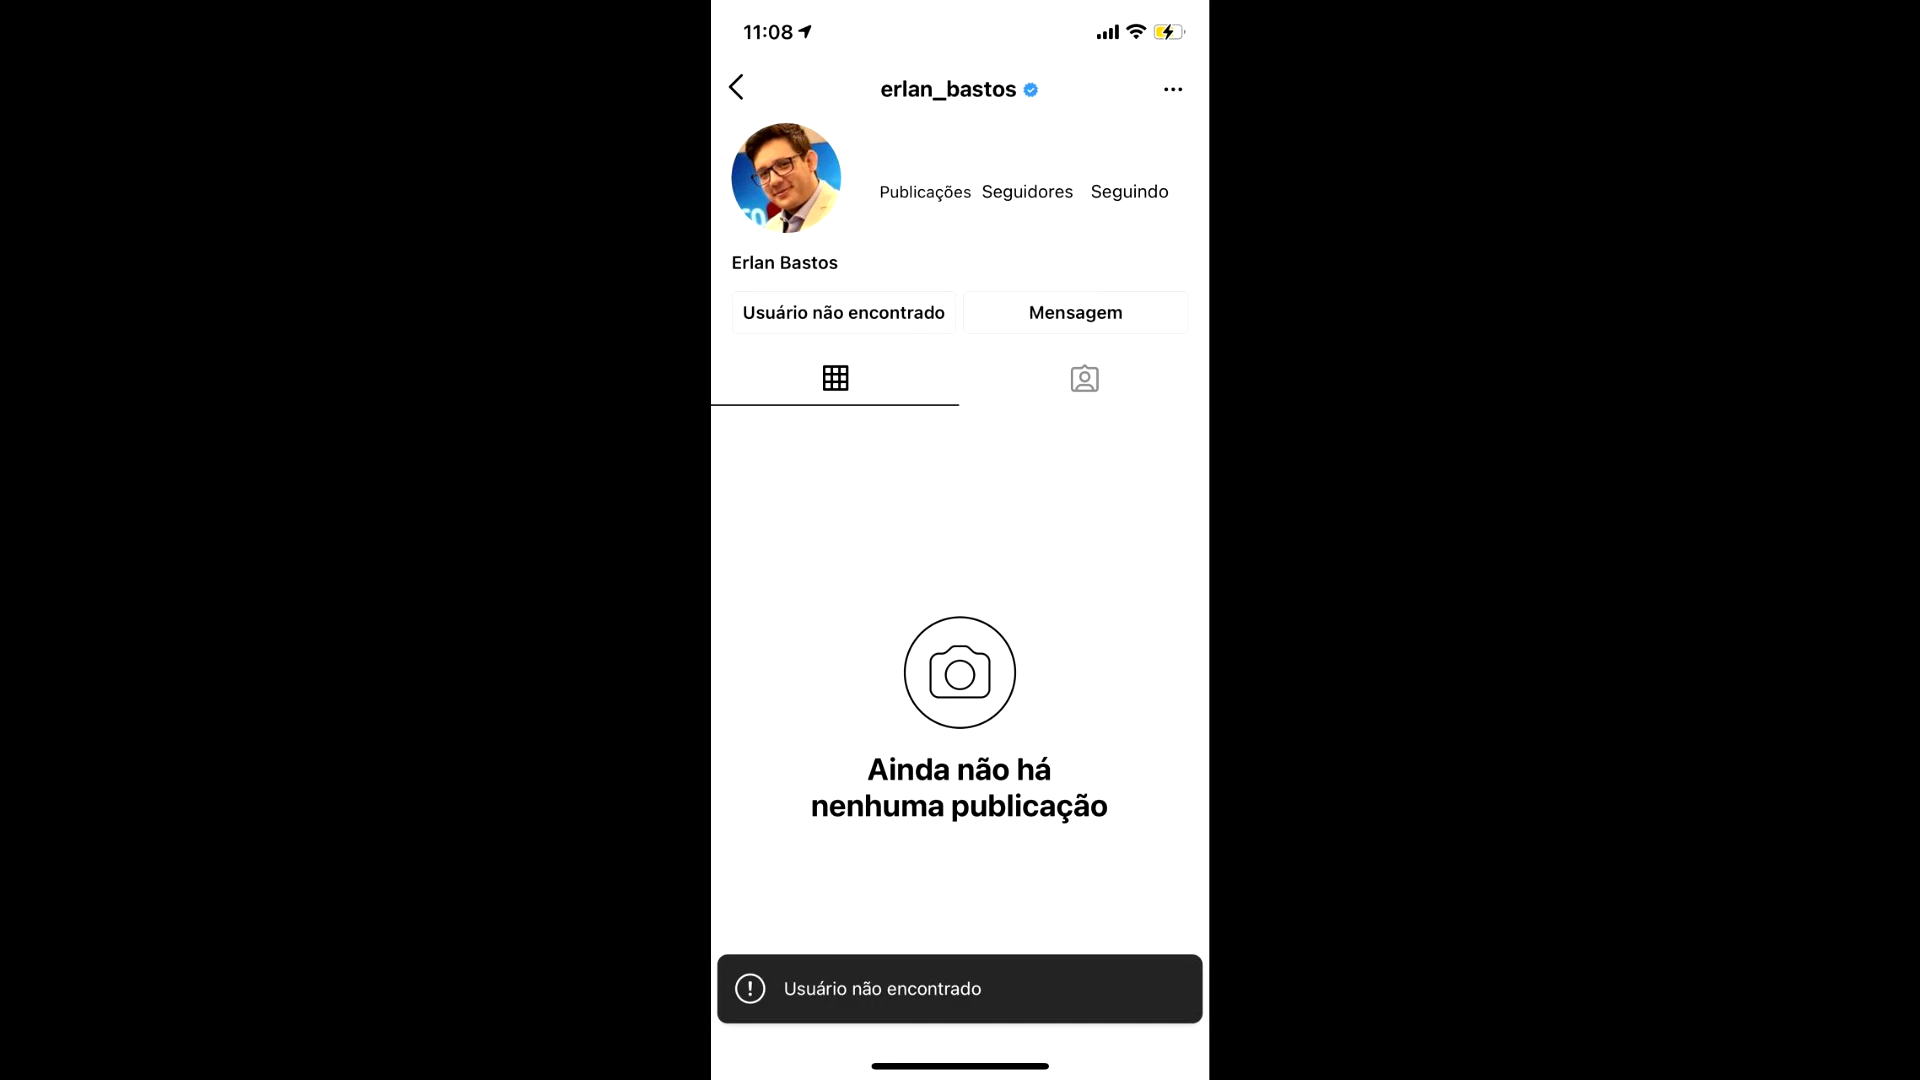 11:08
erlan_bastos
Publicações Seguidores Seguindo
Erlan Bastos
Usuário não encontrado Mensagem
Ainda não há
nenhuma publicação
Usuário não encontrado